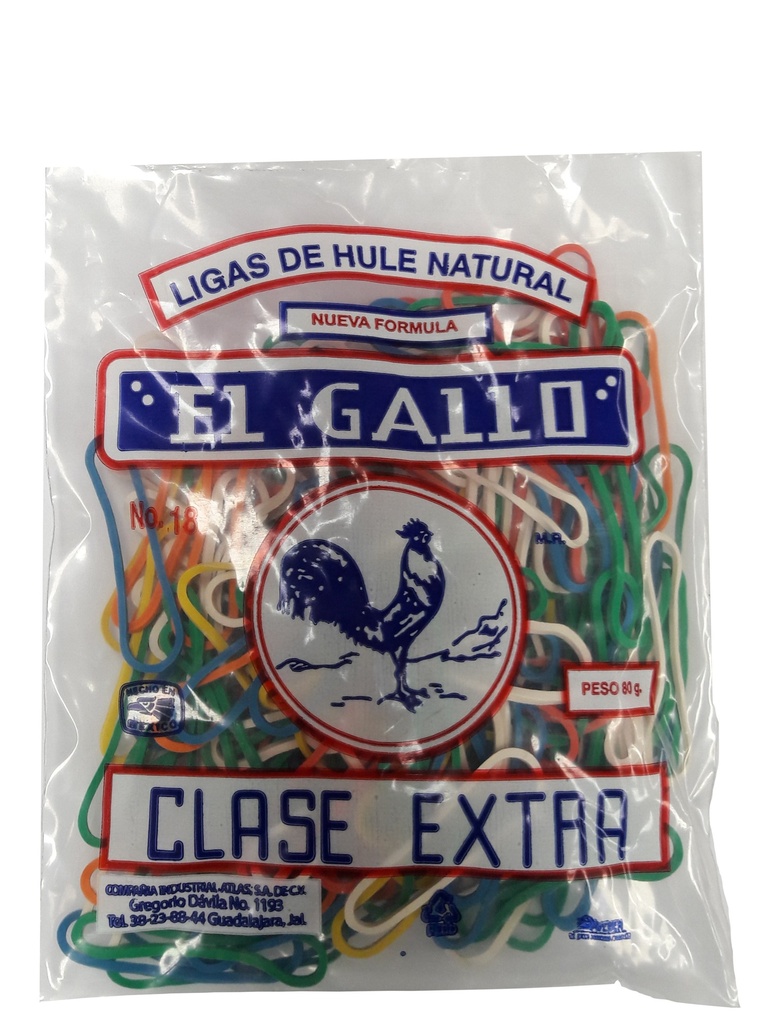 LIGAS DE HULE NATURAL
NUEVA FORMULA
EL GALLO
No. 18
M.R.
HECHO EN
MEXICO
PESO 80 g.
CLASE EXTRA
COMPAÑIA INDUSTRIAL ATLAS, S.A. DE C.V.
Gregorio Dávila No. 1193
Tel. 38-23-88-44 Guadalajara, Jal.